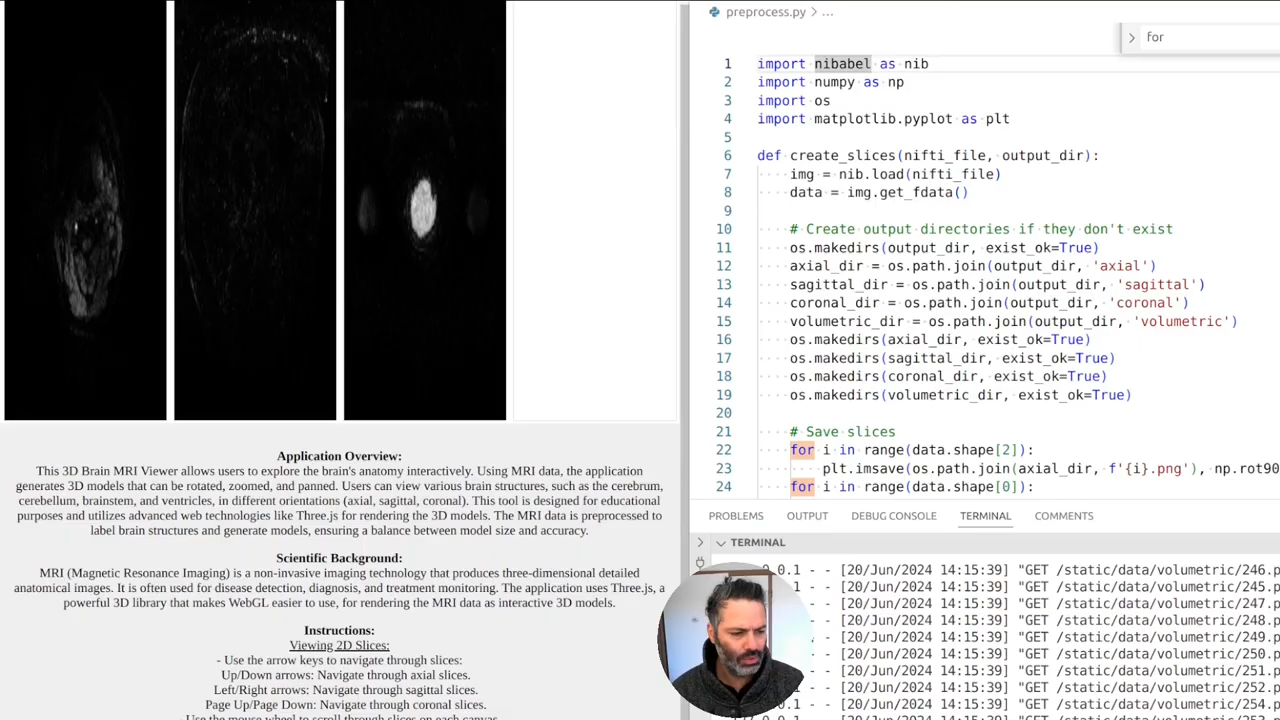 Application Overview:
This 3D Brain MRI Viewer allows users to explore the brain's anatomy interactively. Using MRI data, the application
generates 3D models that can be rotated, zoomed, and panned. Users can view various brain structures, such as the cerebrum,
cerebellum, brainstem, and ventricles, in different orientations (axial, sagittal, coronal). This tool is designed for educational
purposes and utilizes advanced web technologies like Three.js for rendering the 3D models. The MRI data is preprocessed to
label brain structures and generate models, ensuring a balance between model size and accuracy.
Scientific Background:
MRI (Magnetic Resonance Imaging) is a non-invasive imaging technology that produces three-dimensional detailed
anatomical images. It is often used for disease detection, diagnosis, and treatment monitoring. The application uses Three.js, a
powerful 3D library that makes WebGL easier to use, for rendering the MRI data as interactive 3D models.
Instructions:
Viewing 2D Slices:
- Use the arrow keys to navigate through slices:
Up/Down arrows: Navigate through axial slices.
Left/Right arrows: Navigate through sagittal slices.
Page Up/Page Down: Navigate through coronal slices.
- Use the mouse wheel to scroll through slices on each canvas.
preprocess.py > ...
for
1 import nibabel as nib
2 import numpy as np
3 import os
4 import matplotlib.pyplot as plt
5
6 def create_slices(nifti_file, output_dir):
7 img = nib.load(nifti_file)
8 data = img.get_fdata()
9
10 # Create output directories if they don't exist
11 os.makedirs(output_dir, exist_ok=True)
12 axial_dir = os.path.join(output_dir, 'axial')
13 sagittal_dir = os.path.join(output_dir, 'sagittal')
14 coronal_dir = os.path.join(output_dir, 'coronal')
15 volumetric_dir = os.path.join(output_dir, 'volumetric')
16 os.makedirs(axial_dir, exist_ok=True)
17 os.makedirs(sagittal_dir, exist_ok=True)
18 os.makedirs(coronal_dir, exist_ok=True)
19 os.makedirs(volumetric_dir, exist_ok=True)
20
21 # Save slices
22 for i in range(data.shape[2]):
23 plt.imsave(os.path.join(axial_dir, f'{i}.png'), np.rot90
24 for i in range(data.shape[0]):
PROBLEMS OUTPUT DEBUG CONSOLE TERMINAL COMMENTS
TERMINAL
0.1 - - [20/Jun/2024 14:15:39] "GET /static/data/volumetric/246.p
- - [20/Jun/2024 14:15:39] "GET /static/data/volumetric/245.p
- - [20/Jun/2024 14:15:39] "GET /static/data/volumetric/247.p
- - [20/Jun/2024 14:15:39] "GET /static/data/volumetric/248.p
- - [20/Jun/2024 14:15:39] "GET /static/data/volumetric/249.p
- - [20/Jun/2024 14:15:39] "GET /static/data/volumetric/250.p
- - [20/Jun/2024 14:15:39] "GET /static/data/volumetric/251.p
- - [20/Jun/2024 14:15:39] "GET /static/data/volumetric/252.p
0.1 - - [20/Jun/2024 14:15:39] "GET /static/data/volumetric/254.p